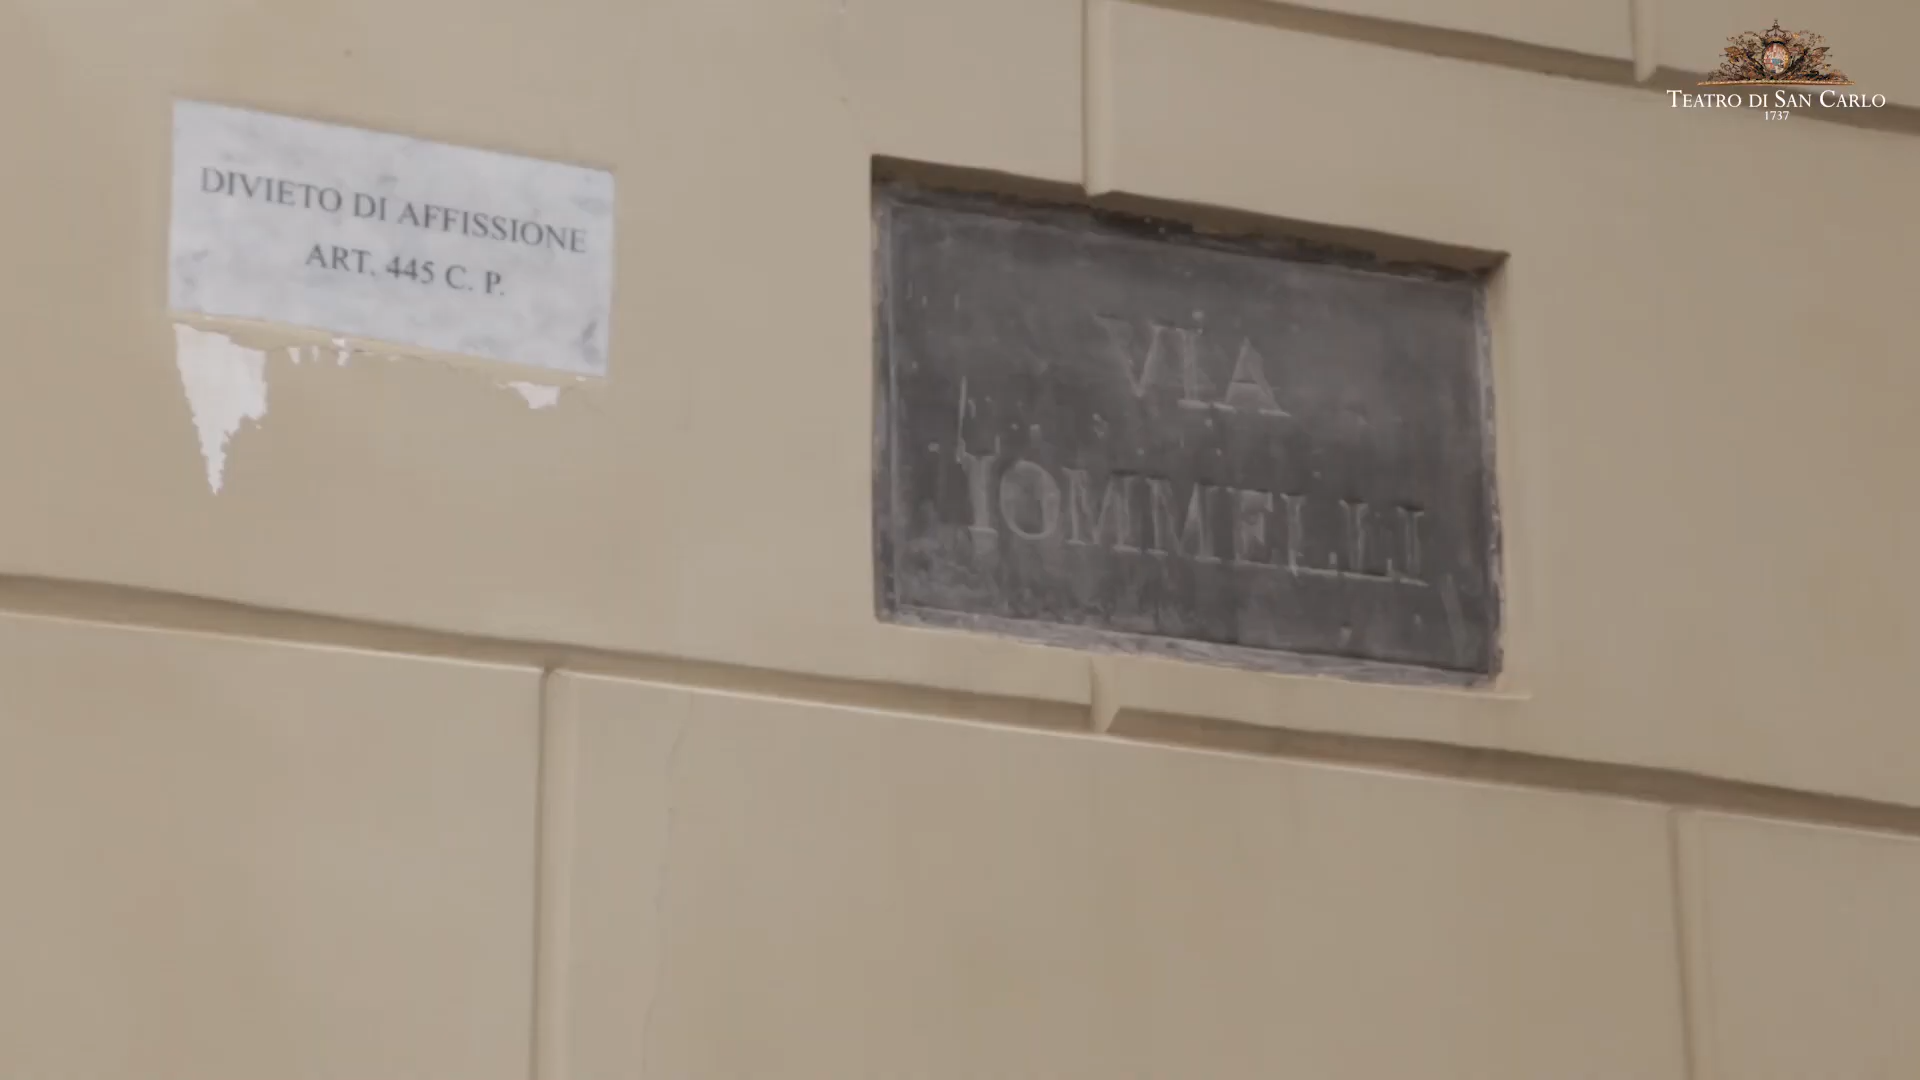 DIVIETO DI AFFISSIONE
ART. 445 C. P.
VIA
IOMMELLI
TEATRO DI SAN CARLO
1737